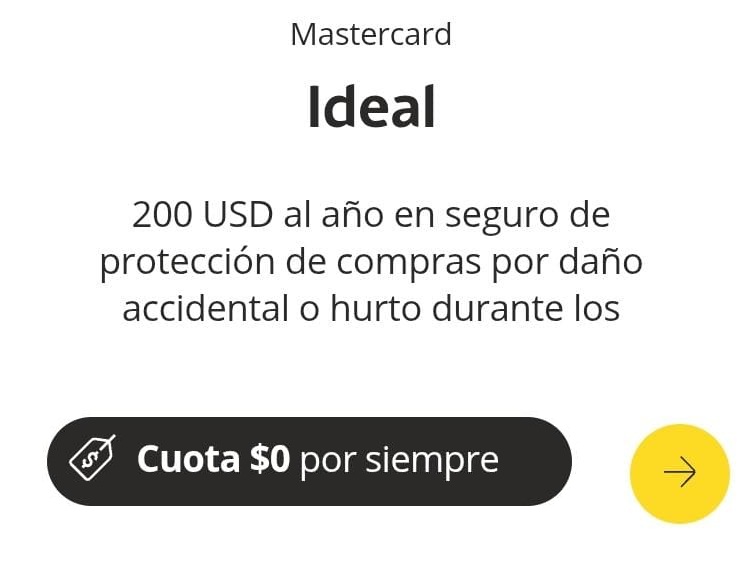 Mastercard
Ideal
200 USD al año en seguro de
protección de compras por daño
accidental o hurto durante los
Cuota $0 por siempre